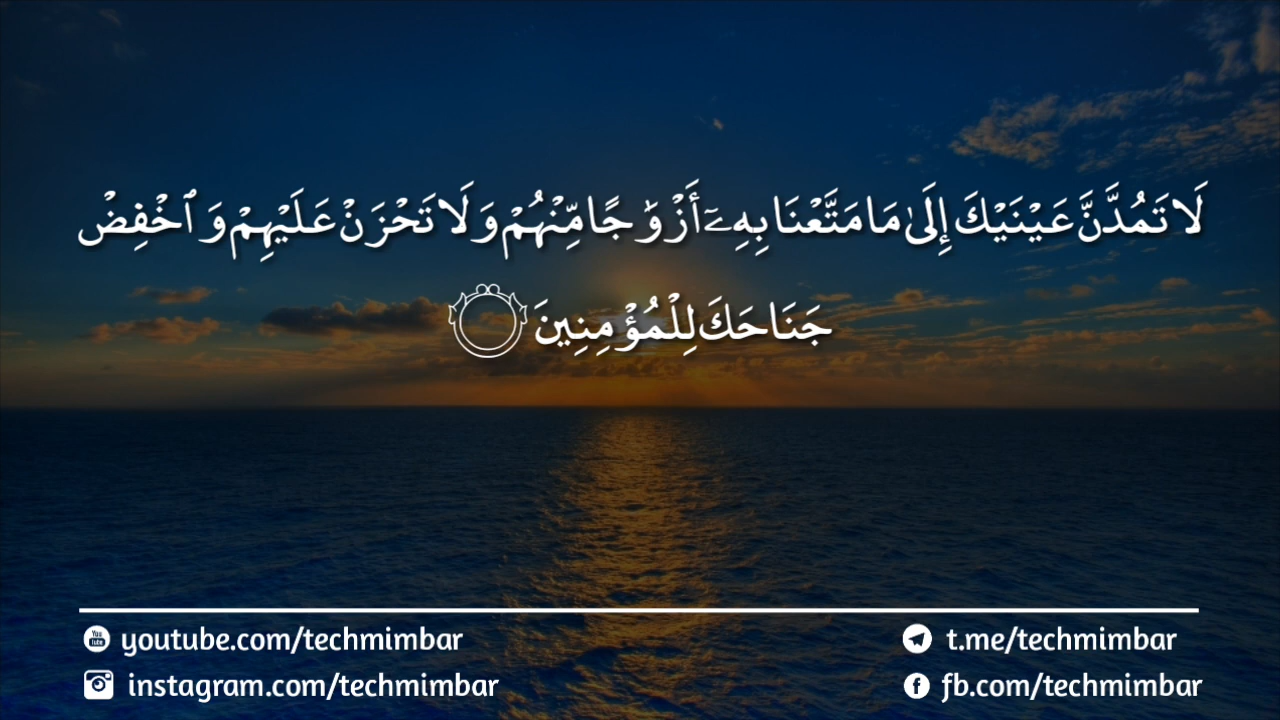 لَا تَمُدَّنَّ عَيْنَيْكَ إِلَىٰ مَا مَتَّعْنَا بِهِۦٓ أَزْوَٰجًا مِّنْهُمْ وَلَا تَحْزَنْ عَلَيْهِمْ وَٱخْفِضْ
جَنَاحَكَ لِلْمُؤْمِنِينَ
youtube.com/techmimbar
t.me/techmimbar
instagram.com/techmimbar
fb.com/techmimbar